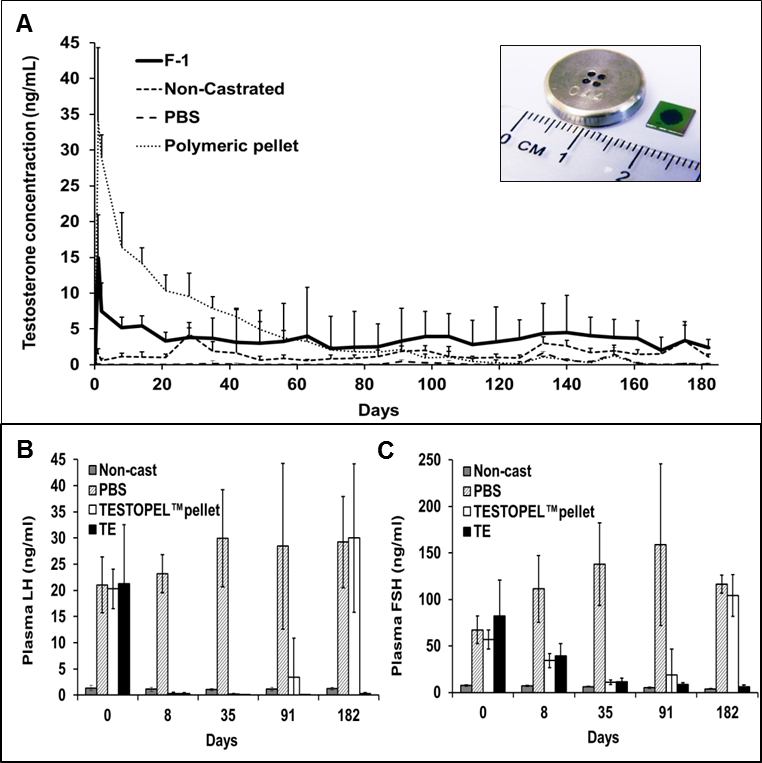 A
Testosterone concentraction (ng/mL)
45
40
35
30
25
20
15
10
5
0
F-1
Non-Castrated
PBS
Polymeric pellet
0 CM 1 2
0 20 40 60 80 100 120 140 160 180
Days
B
Plasma LH (ng/ml)
45
40
35
30
25
20
15
10
5
0
Non-cast
PBS
TESTOPEL™pellet
TE
0 8 35 91 182
Days
C
Plasma FSH (ng/ml)
250
200
150
100
50
0
Non-cast
PBS
TESTOPEL™pellet
TE
0 8 35 91 182
Days